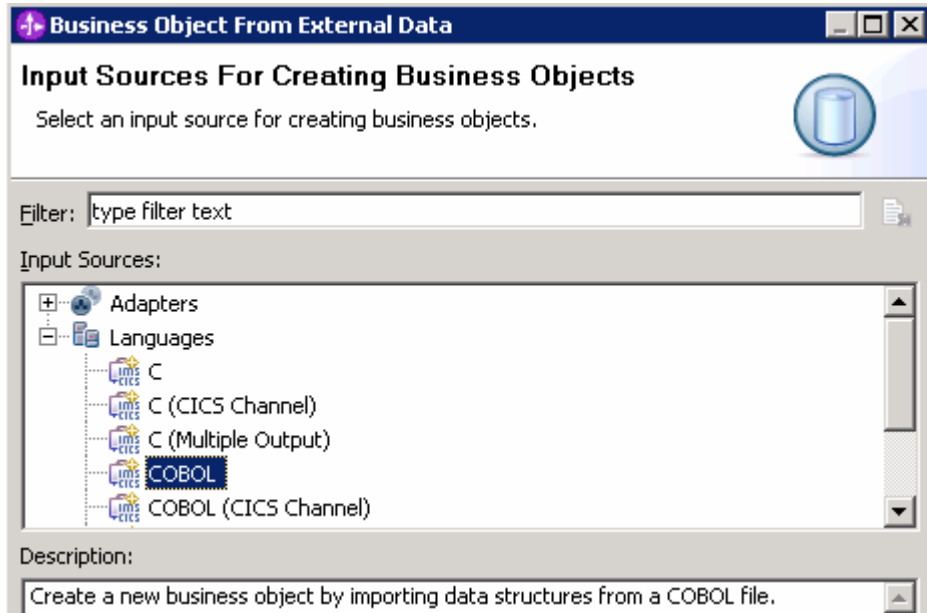 Business Object From External Data
Input Sources For Creating Business Objects
Select an input source for creating business objects.
Filter: type filter text
Input Sources:
Adapters
Languages
C
C (CICS Channel)
C (Multiple Output)
COBOL
COBOL (CICS Channel)
Description:
Create a new business object by importing data structures from a COBOL file.